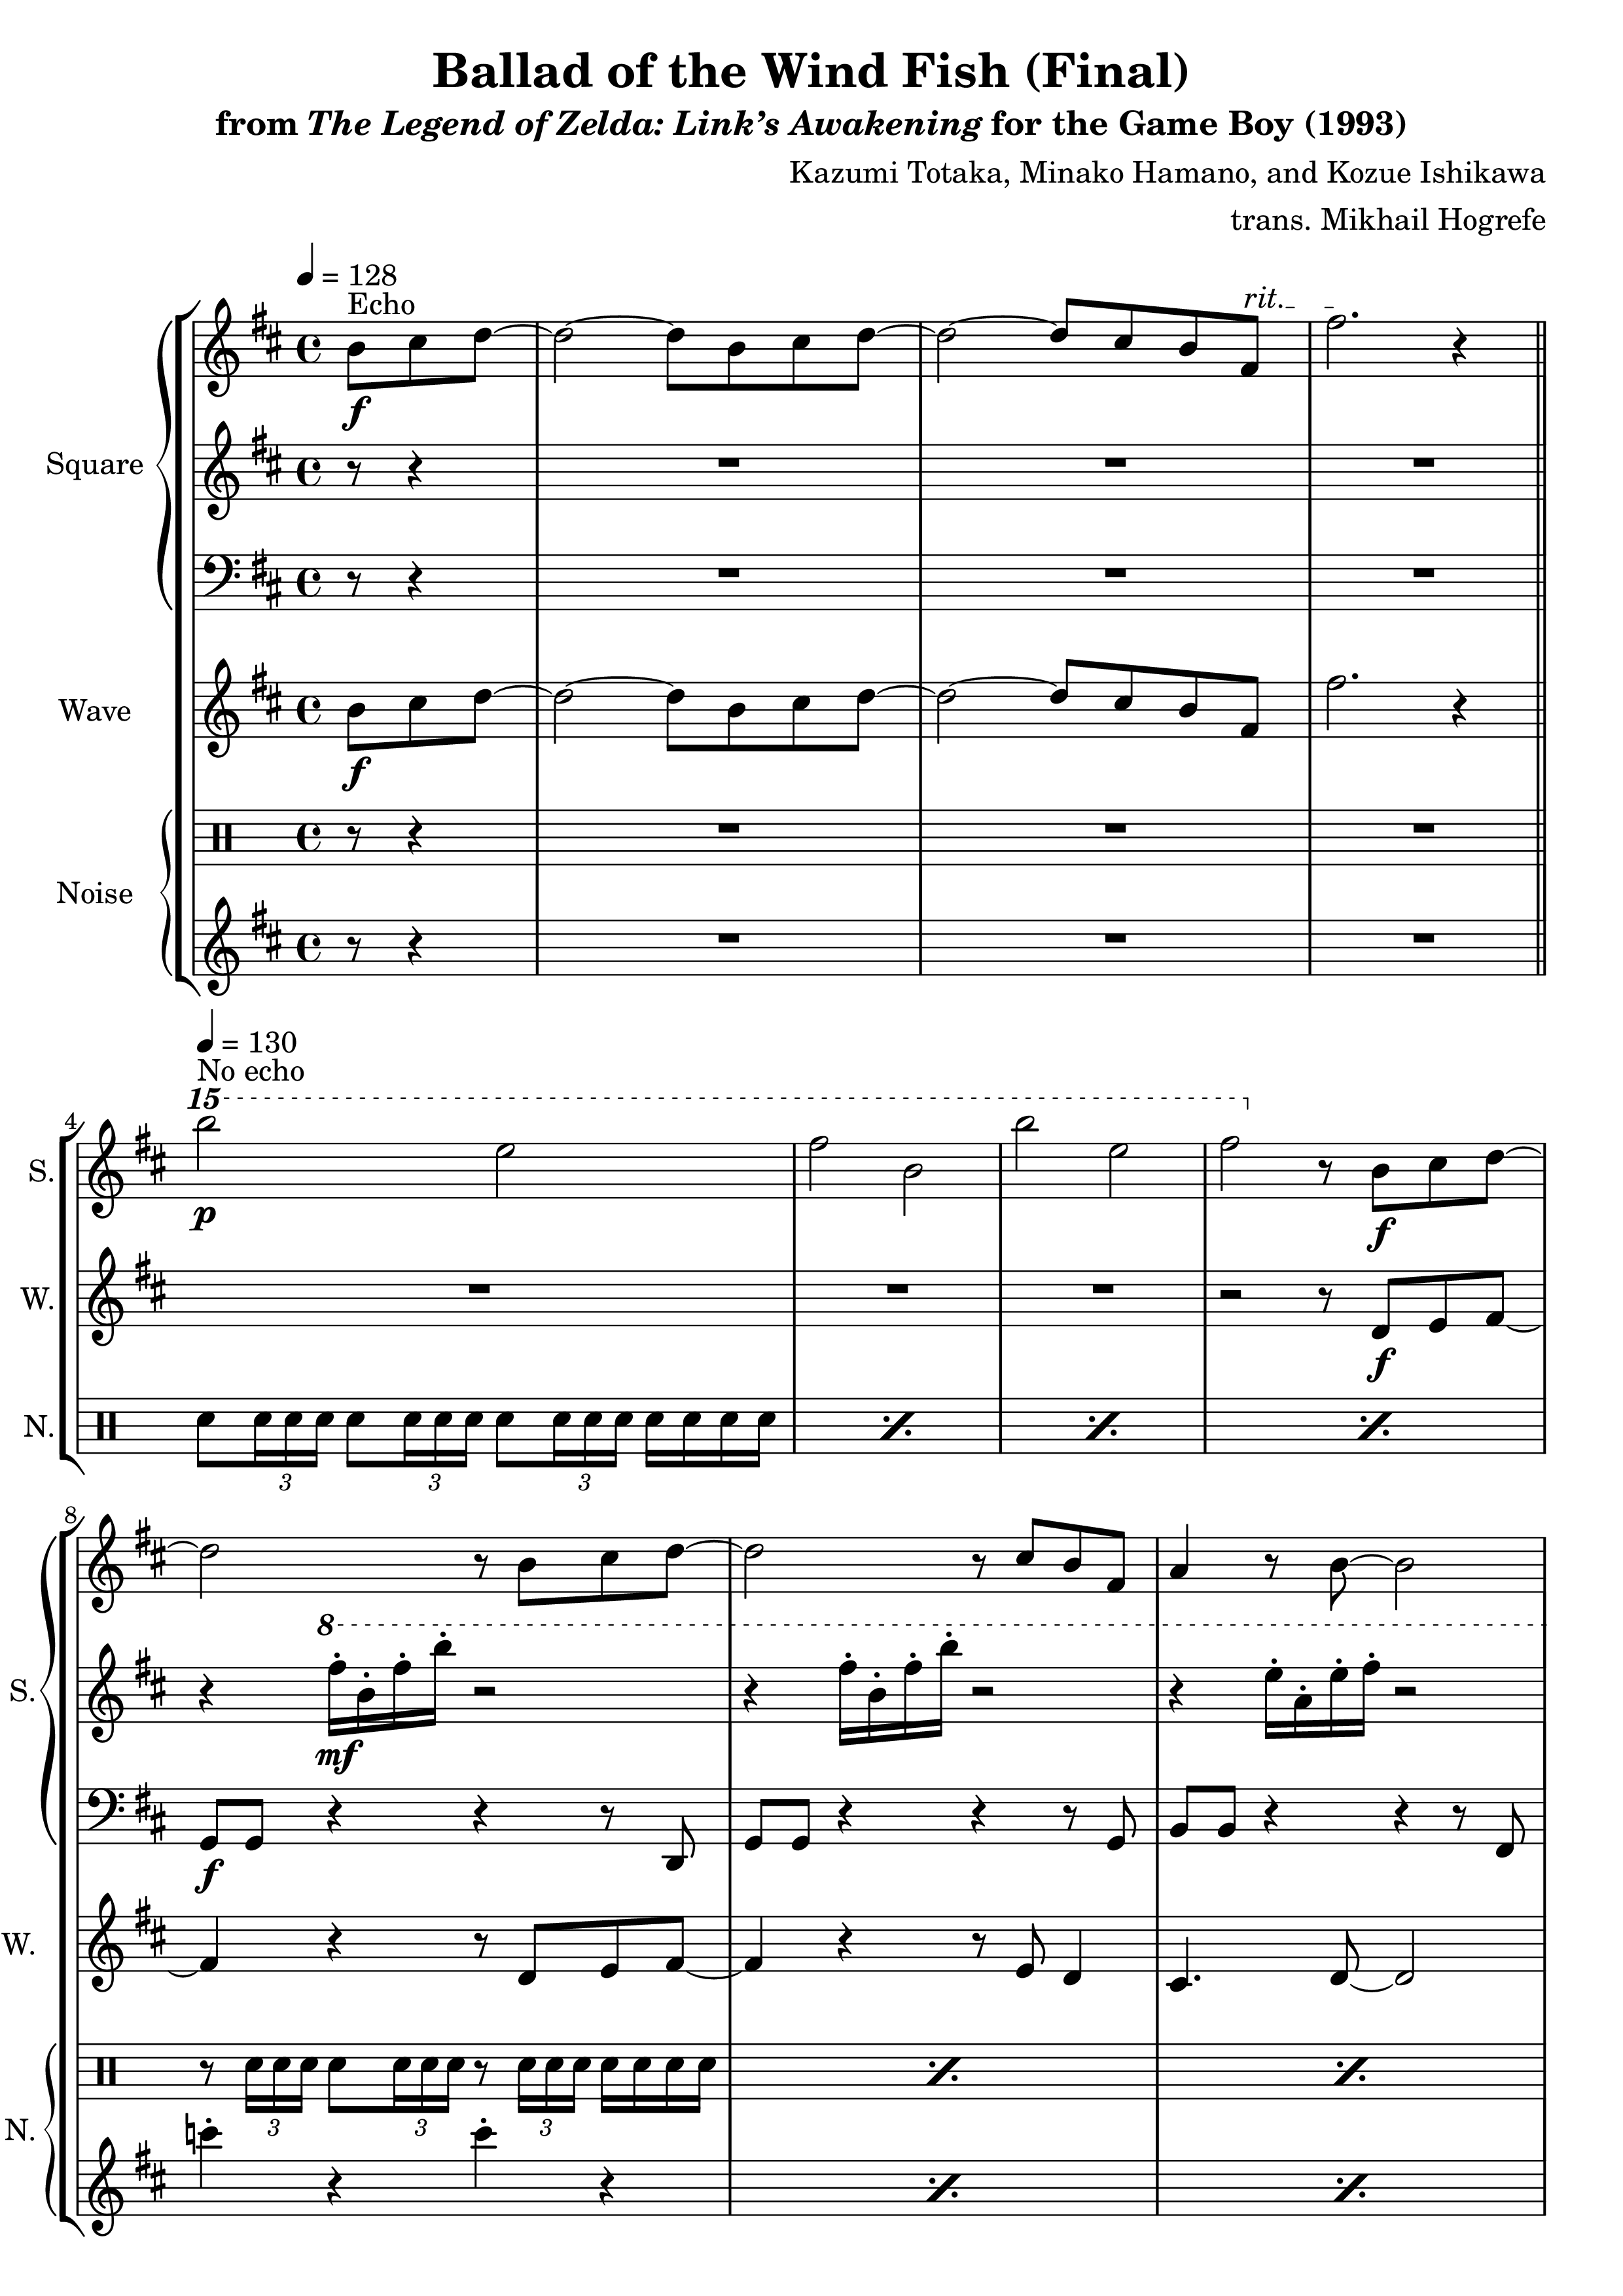 Ballad of the Wind Fish (Final)
from The Legend of Zelda: Link’s Awakening for the Game Boy (1993)
Kazumi Totaka, Minako Hamano, and Kozue Ishikawa
trans. Mikhail Hogrefe
= 128
Echo
rit.
f
Square
Wave
f
Noise
= 130
No echo
15
4
S.
p
f
W.
f
N.
3
3
3
8
8
S.
mf
f
W.
3
3
3
N.